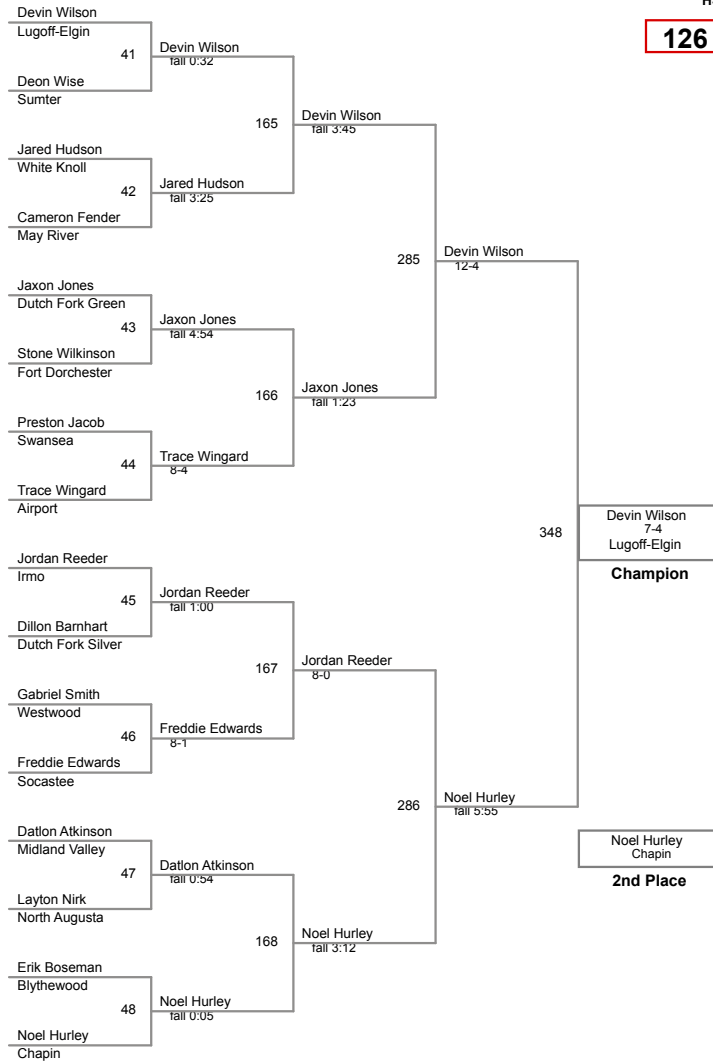 H
126
Devin Wilson
Lugoff-Elgin
41
Deon Wise
Sumter
Devin Wilson
fall 0:32
165
Jared Hudson
White Knoll
42
Cameron Fender
May River
Jared Hudson
fall 3:25
Devin Wilson
fall 3:45
285
Jaxon Jones
Dutch Fork Green
43
Stone Wilkinson
Fort Dorchester
Jaxon Jones
fall 4:54
166
Preston Jacob
Swansea
44
Trace Wingard
Airport
Trace Wingard
8-4
Jaxon Jones
fall 1:23
Devin Wilson
12-4
348
Jordan Reeder
Irmo
45
Dillon Barnhart
Dutch Fork Silver
Jordan Reeder
fall 1:00
167
Gabriel Smith
Westwood
46
Freddie Edwards
Socastee
Freddie Edwards
8-1
Jordan Reeder
8-0
286
Datlon Atkinson
Midland Valley
47
Layton Nirk
North Augusta
Datlon Atkinson
fall 0:54
168
Erik Boseman
Blythewood
48
Noel Hurley
Chapin
Noel Hurley
fall 0:05
Noel Hurley
fall 3:12
Noel Hurley
fall 5:55
Devin Wilson
7-4
Lugoff-Elgin
Champion
Noel Hurley
Chapin
2nd Place